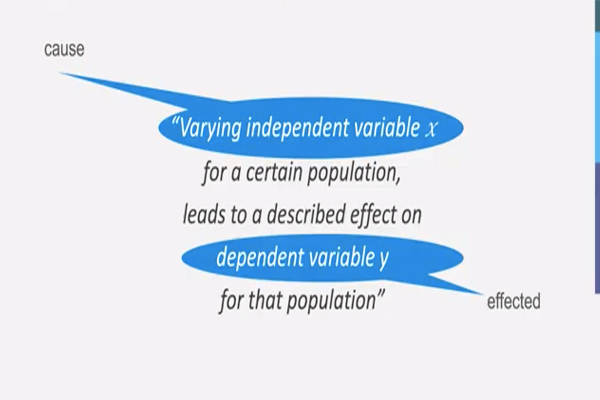 cause
“Varying independent variable x
for a certain population,
leads to a described effect on
dependent variable y
for that population”
effected